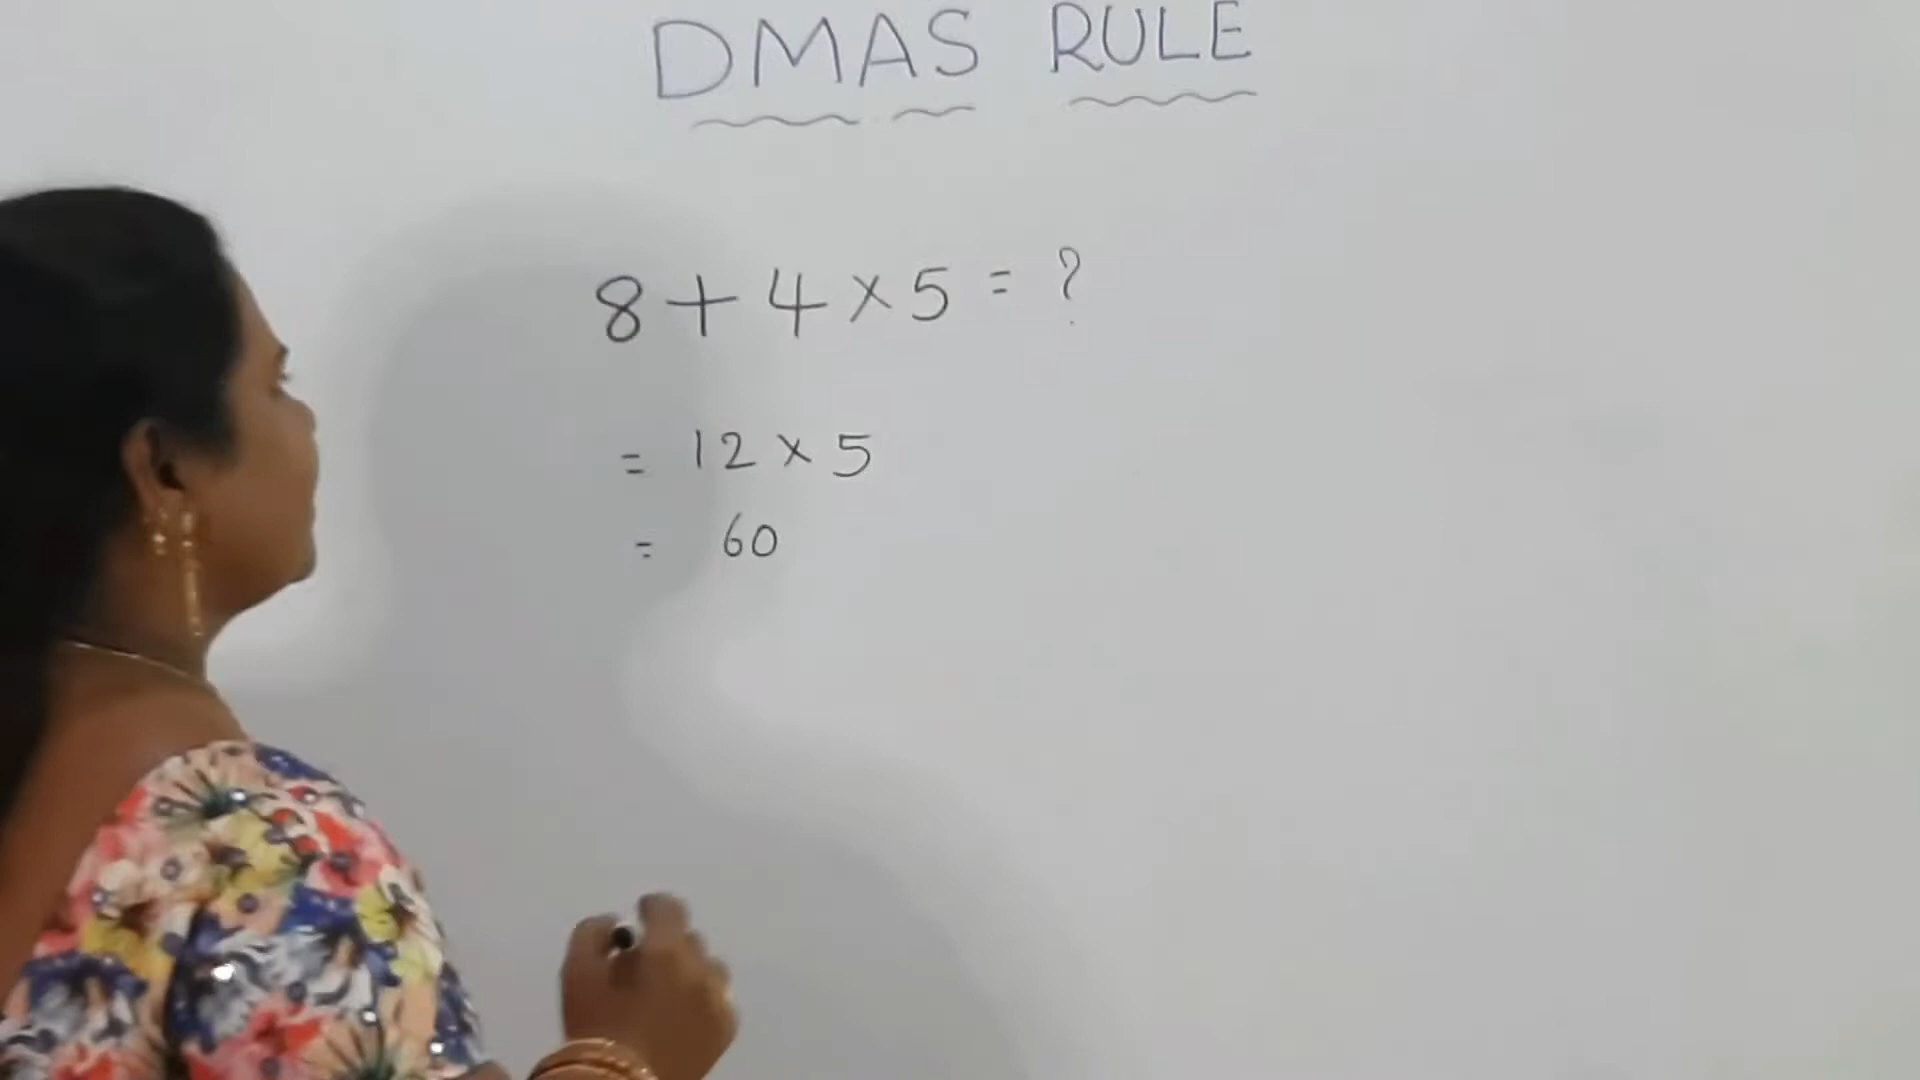 DMAS RULE
8 + 4 × 5 = ?
= 12 × 5
= 60